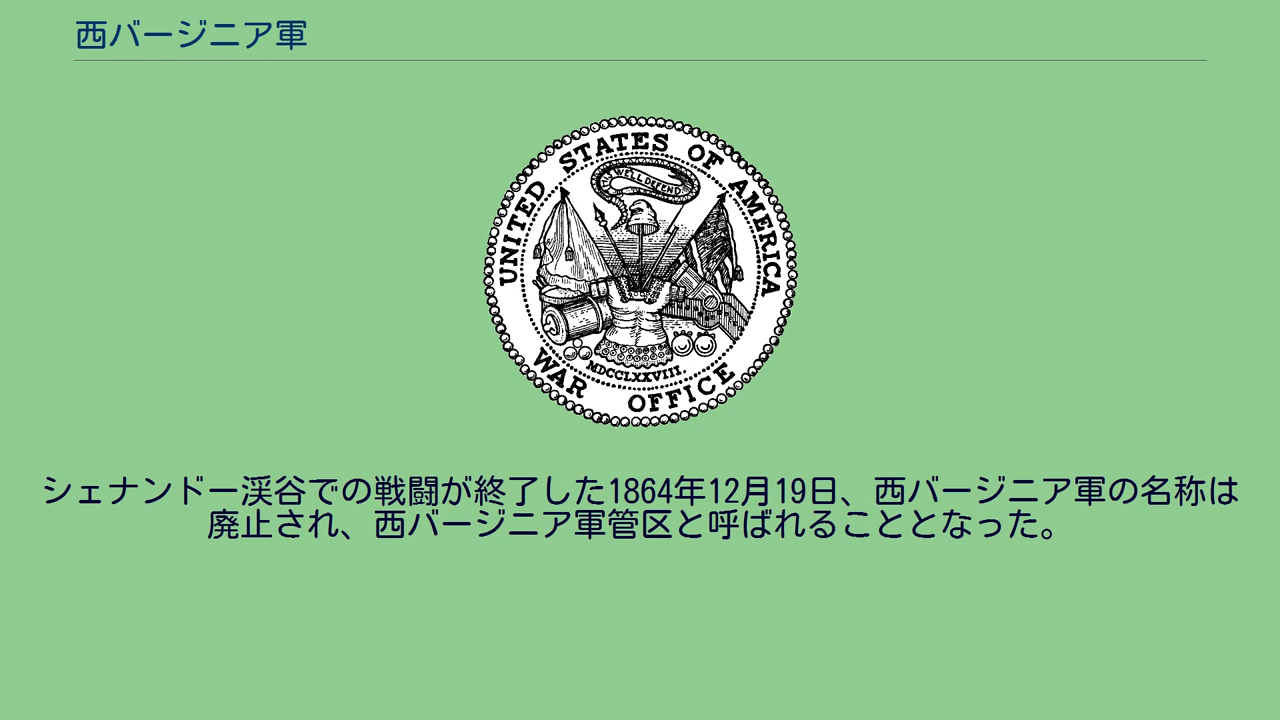 西バージニア軍
UNITED STATES OF AMERICA
THIS WE'LL DEFEND
MDCCLXXVIII
WAR OFFICE
シェナンドー渓谷での戦闘が終了した1864年12月19日、西バージニア軍の名称は
廃止され、西バージニア軍管区と呼ばれることとなった。